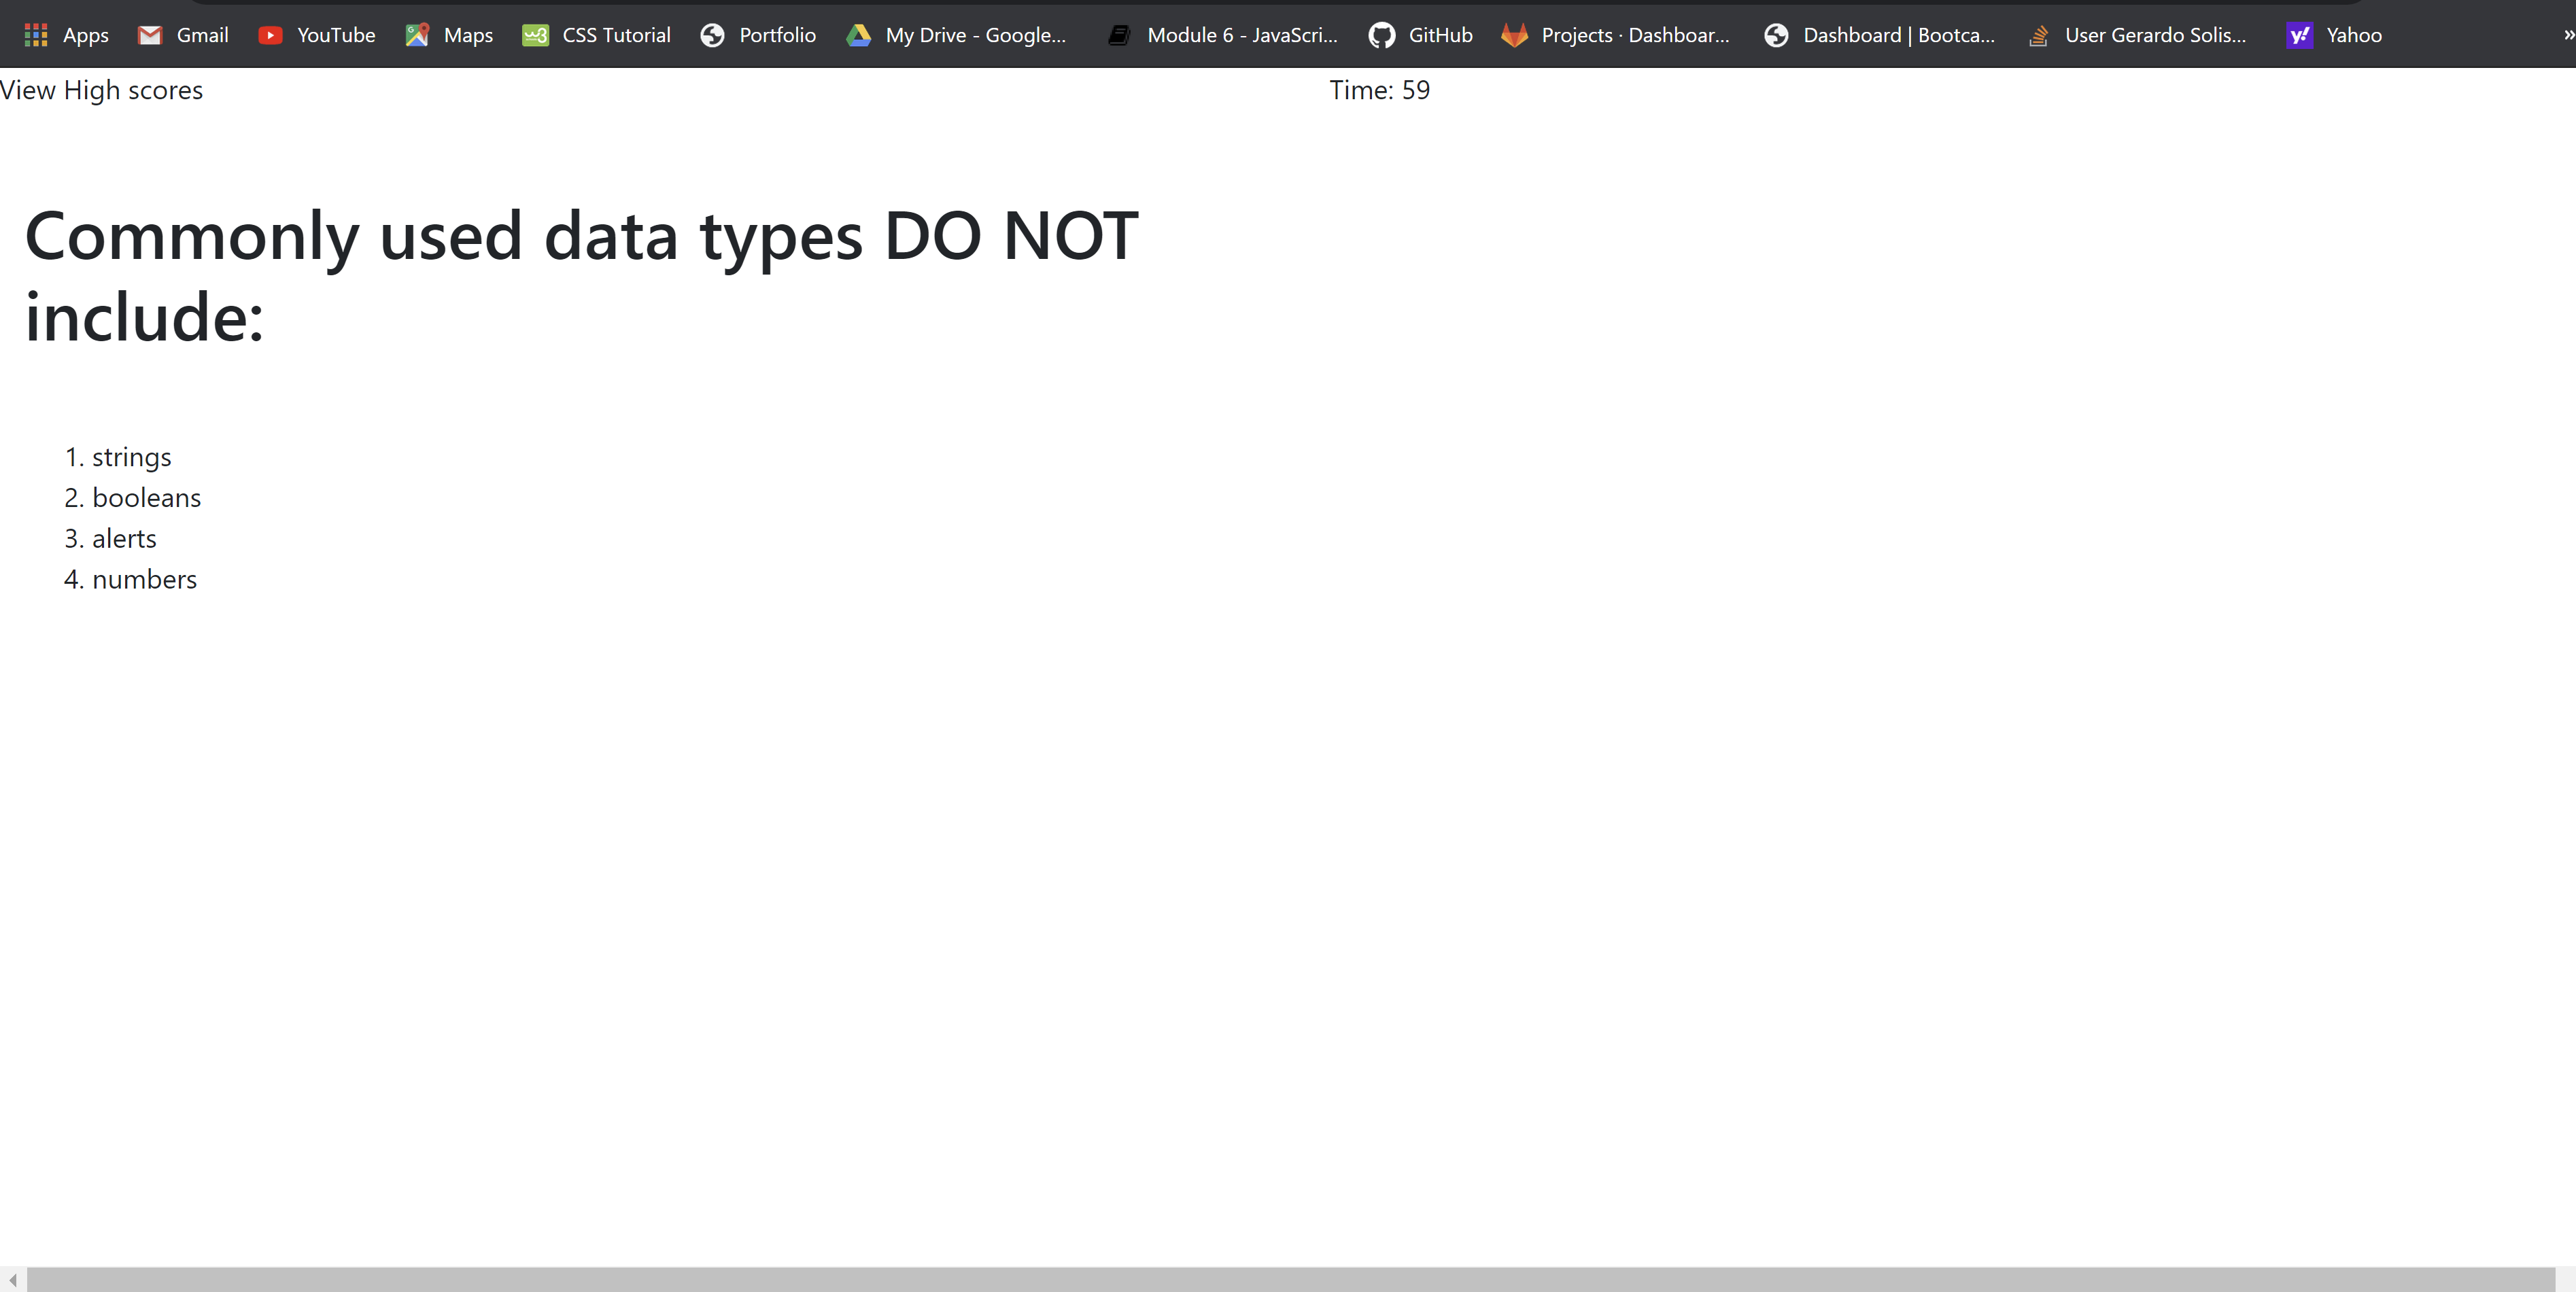 Apps Gmail YouTube Maps CSS Tutorial Portfolio My Drive - Google... Module 6 - JavaScri... GitHub Projects · Dashboar... Dashboard | Bootca... User Gerardo Solis... Yahoo »
View High scores Time: 59
Commonly used data types DO NOT
include:
1. strings
2. booleans
3. alerts
4. numbers